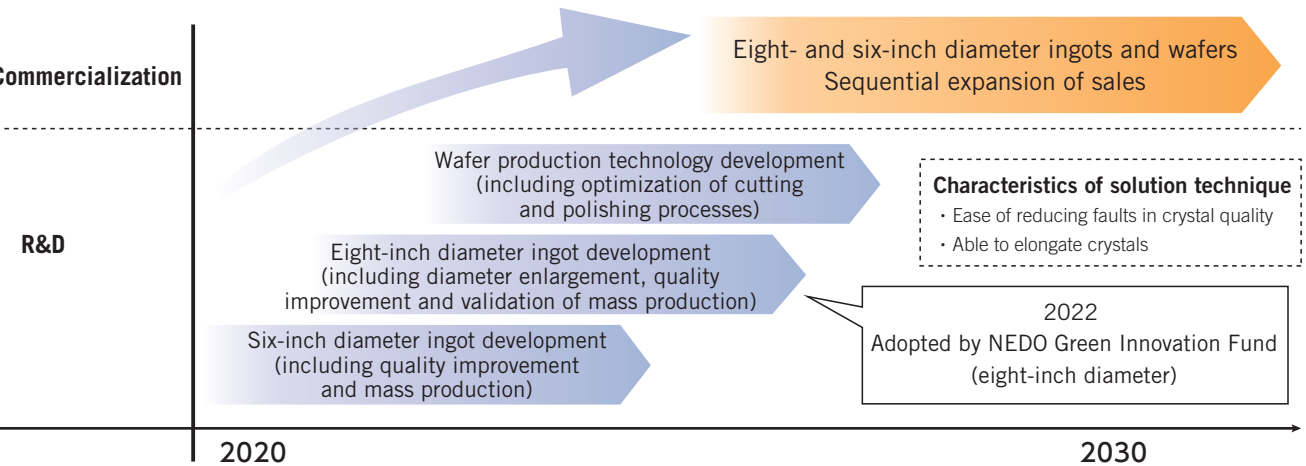 Commercialization
Eight- and six-inch diameter ingots and wafers
Sequential expansion of sales
R&D
Wafer production technology development
(including optimization of cutting
and polishing processes)
Characteristics of solution technique
・Ease of reducing faults in crystal quality
・Able to elongate crystals
Eight-inch diameter ingot development
(including diameter enlargement, quality
improvement and validation of mass production)
2022
Adopted by NEDO Green Innovation Fund
(eight-inch diameter)
Six-inch diameter ingot development
(including quality improvement
and mass production)
2020
2030